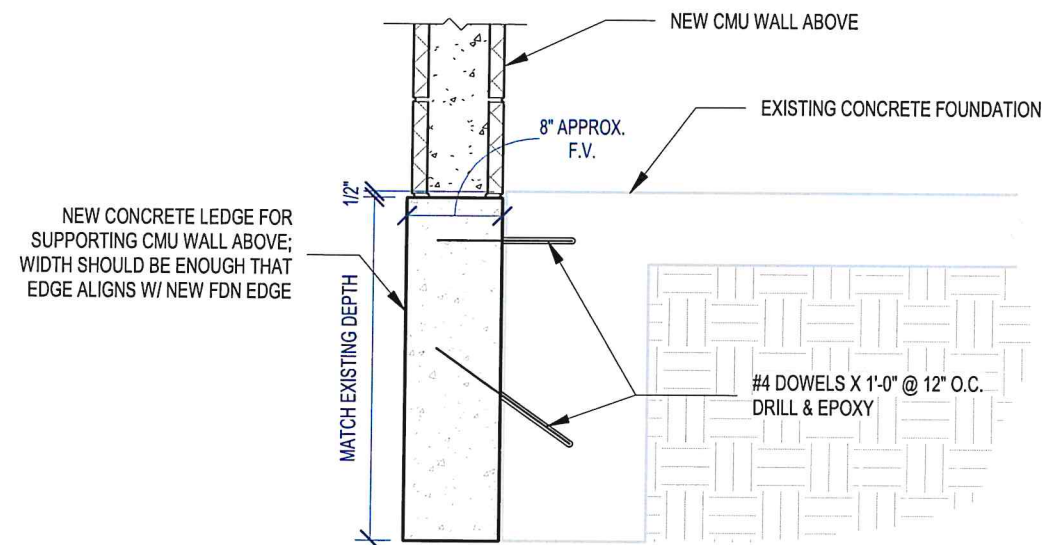 NEW CMU WALL ABOVE
EXISTING CONCRETE FOUNDATION
8" APPROX.
F.V.
1/2"
NEW CONCRETE LEDGE FOR
SUPPORTING CMU WALL ABOVE;
WIDTH SHOULD BE ENOUGH THAT
EDGE ALIGNS W/ NEW FDN EDGE
MATCH EXISTING DEPTH
#4 DOWELS X 1'-0" @ 12" O.C.
DRILL & EPOXY